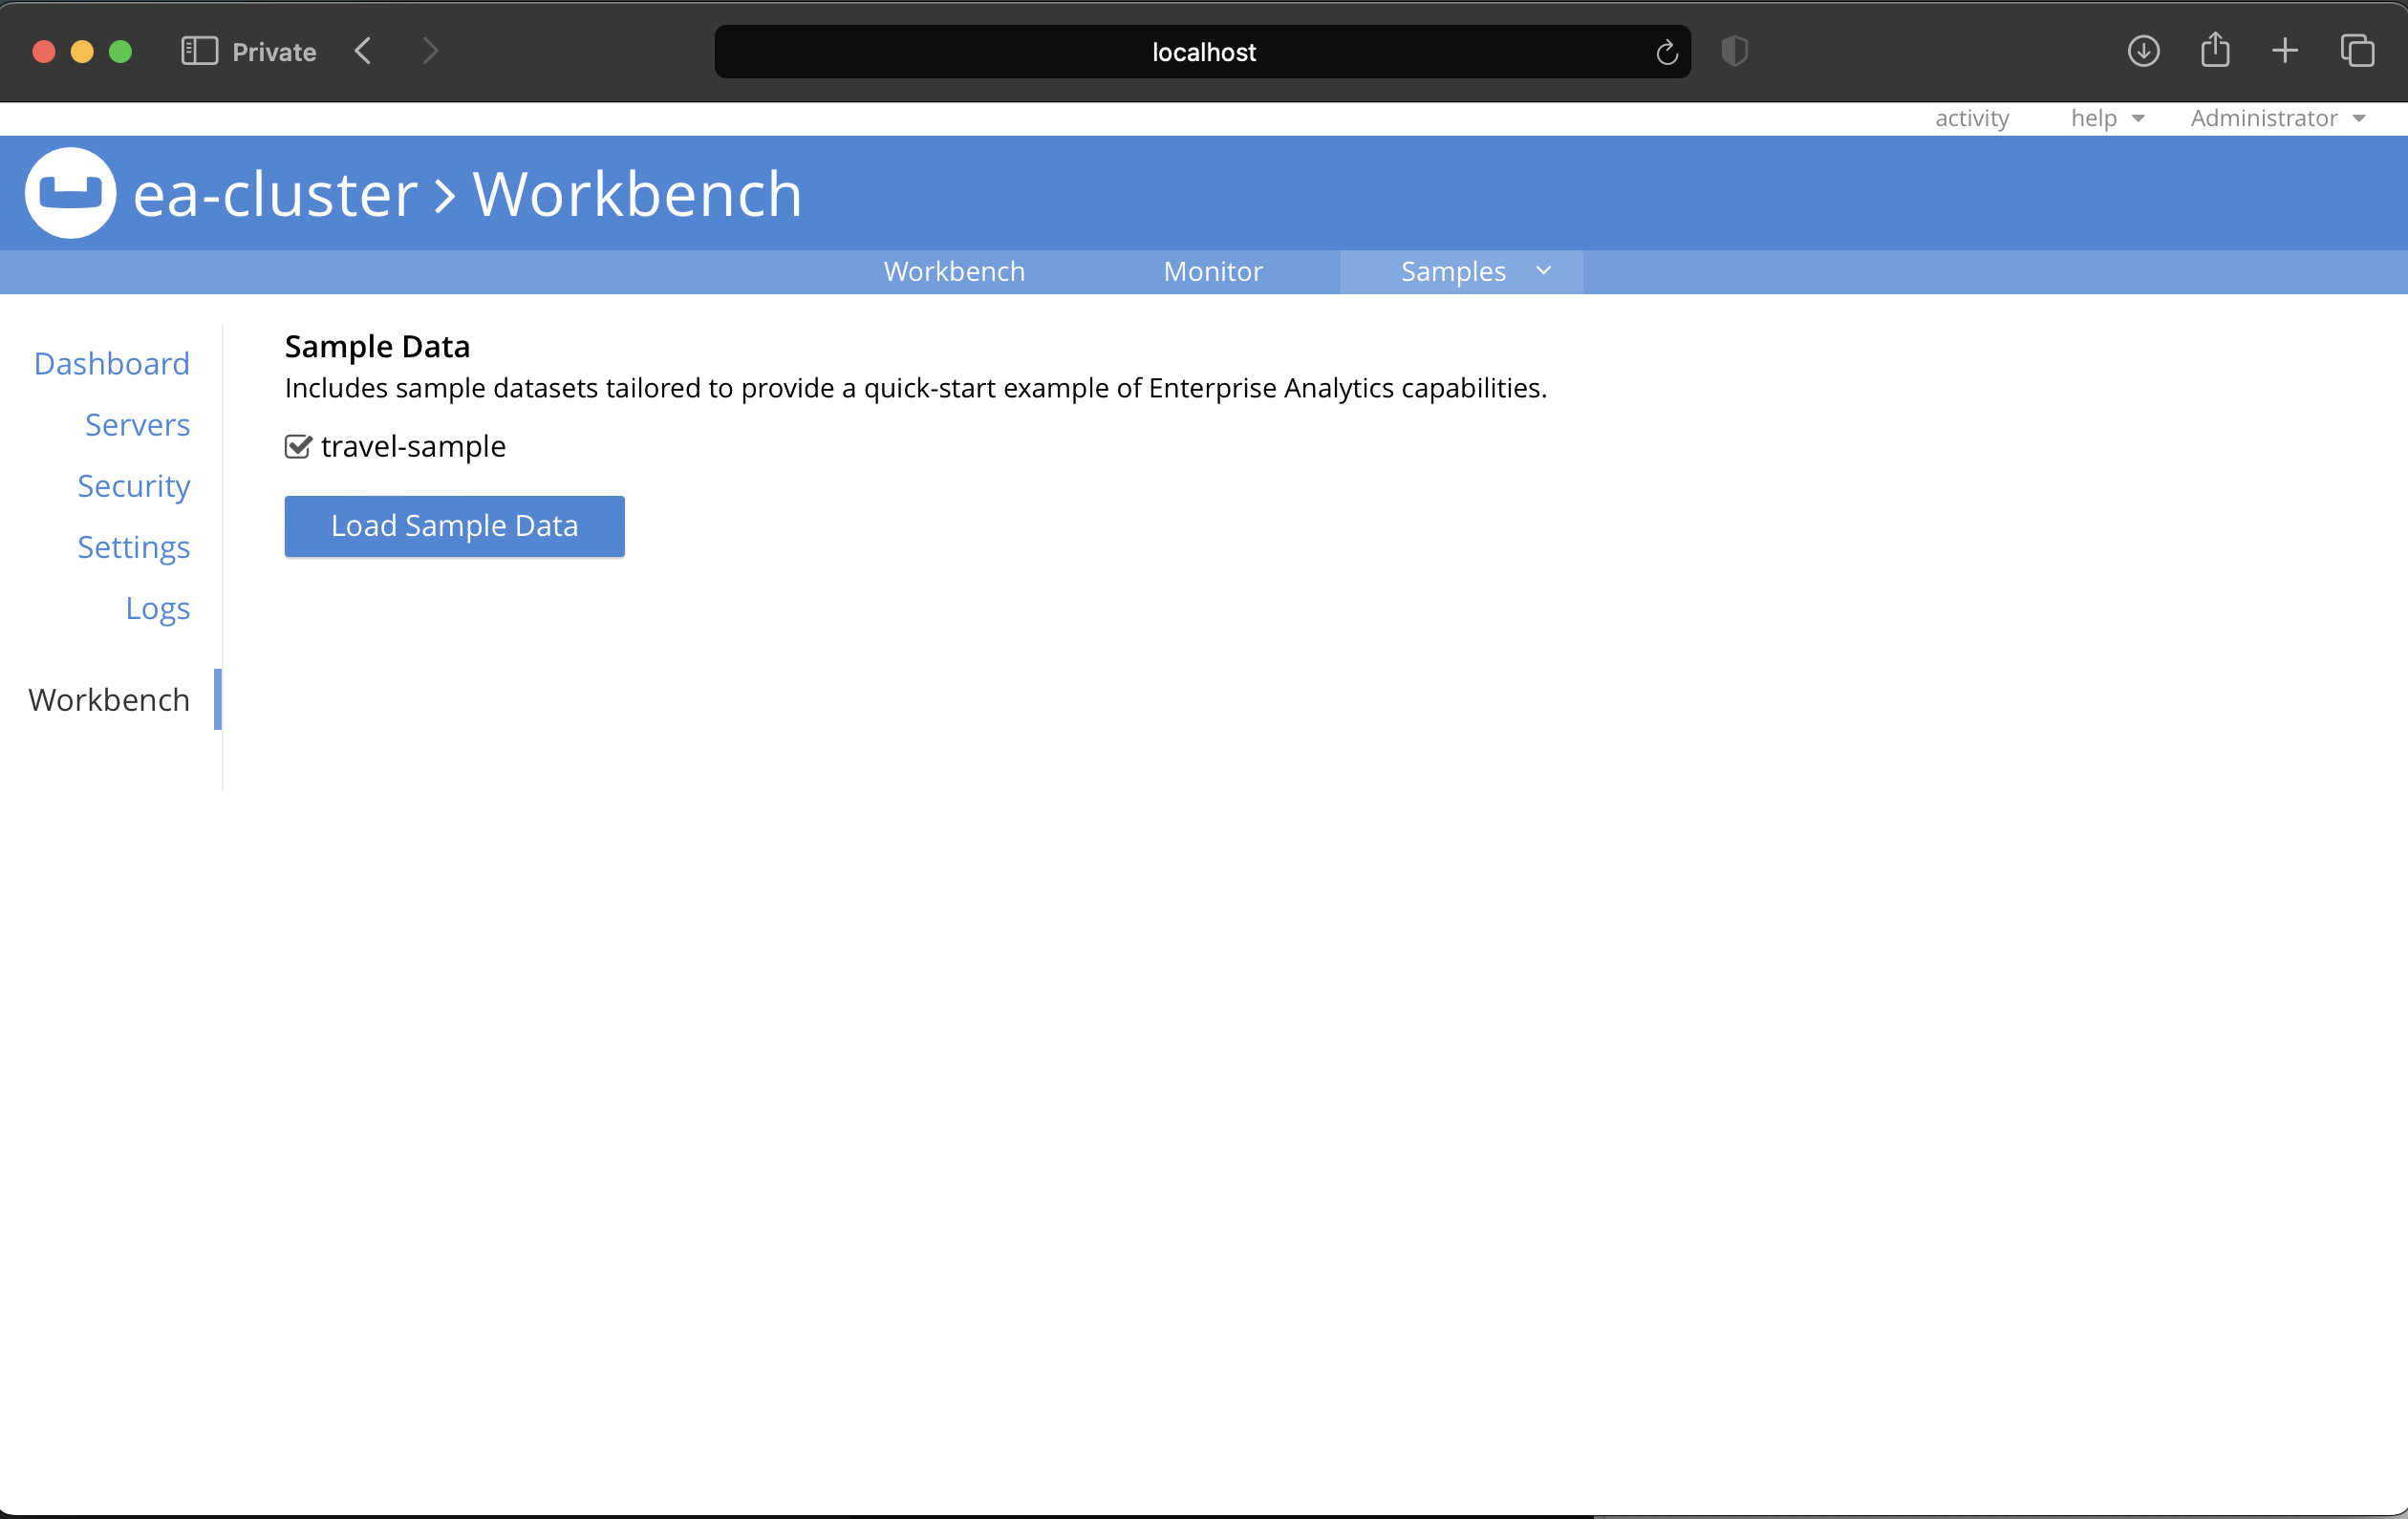 Private
localhost
activity help Administrator
ea-cluster > Workbench
Workbench Monitor Samples
Dashboard
Servers
Security
Settings
Logs
Workbench
Sample Data
Includes sample datasets tailored to provide a quick-start example of Enterprise Analytics capabilities.
travel-sample
Load Sample Data